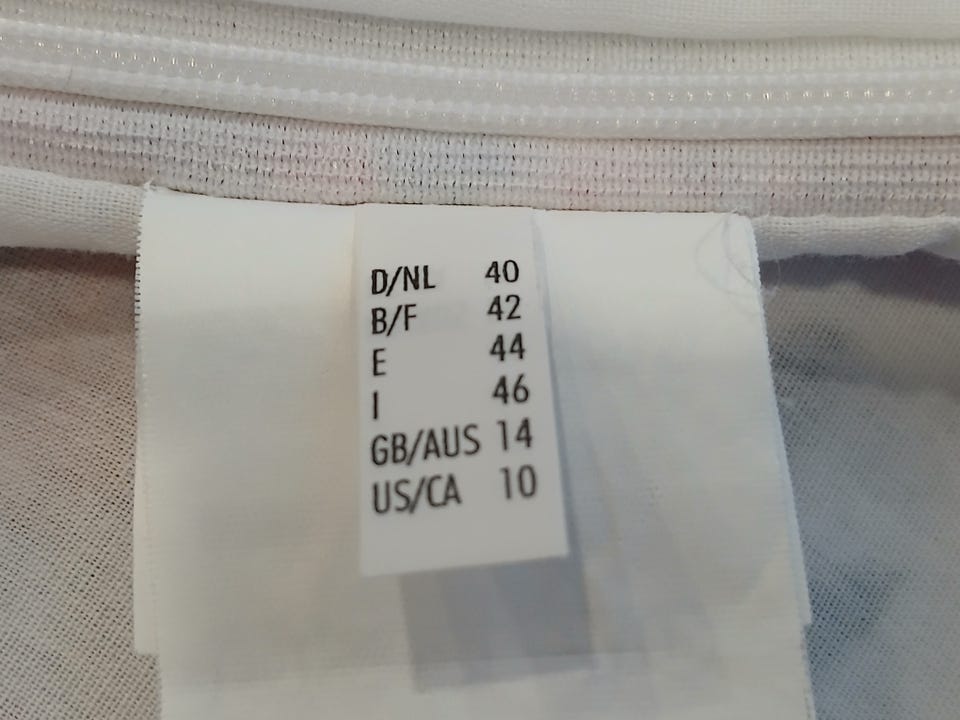 D/NL 40
B/F 42
E 44
I 46
GB/AUS 14
US/CA 10